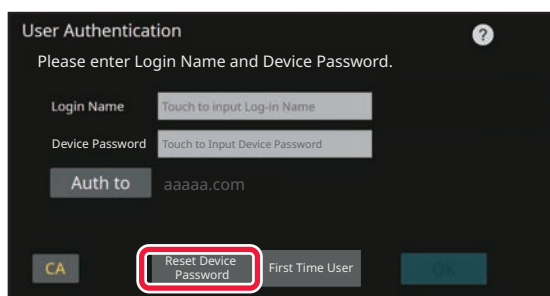 User Authentication
?
Please enter Login Name and Device Password.
Login Name
Touch to input Log-in Name
Device Password
Touch to Input Device Password
Auth to
aaaaa.com
CA
Reset Device
Password
First Time User
OK